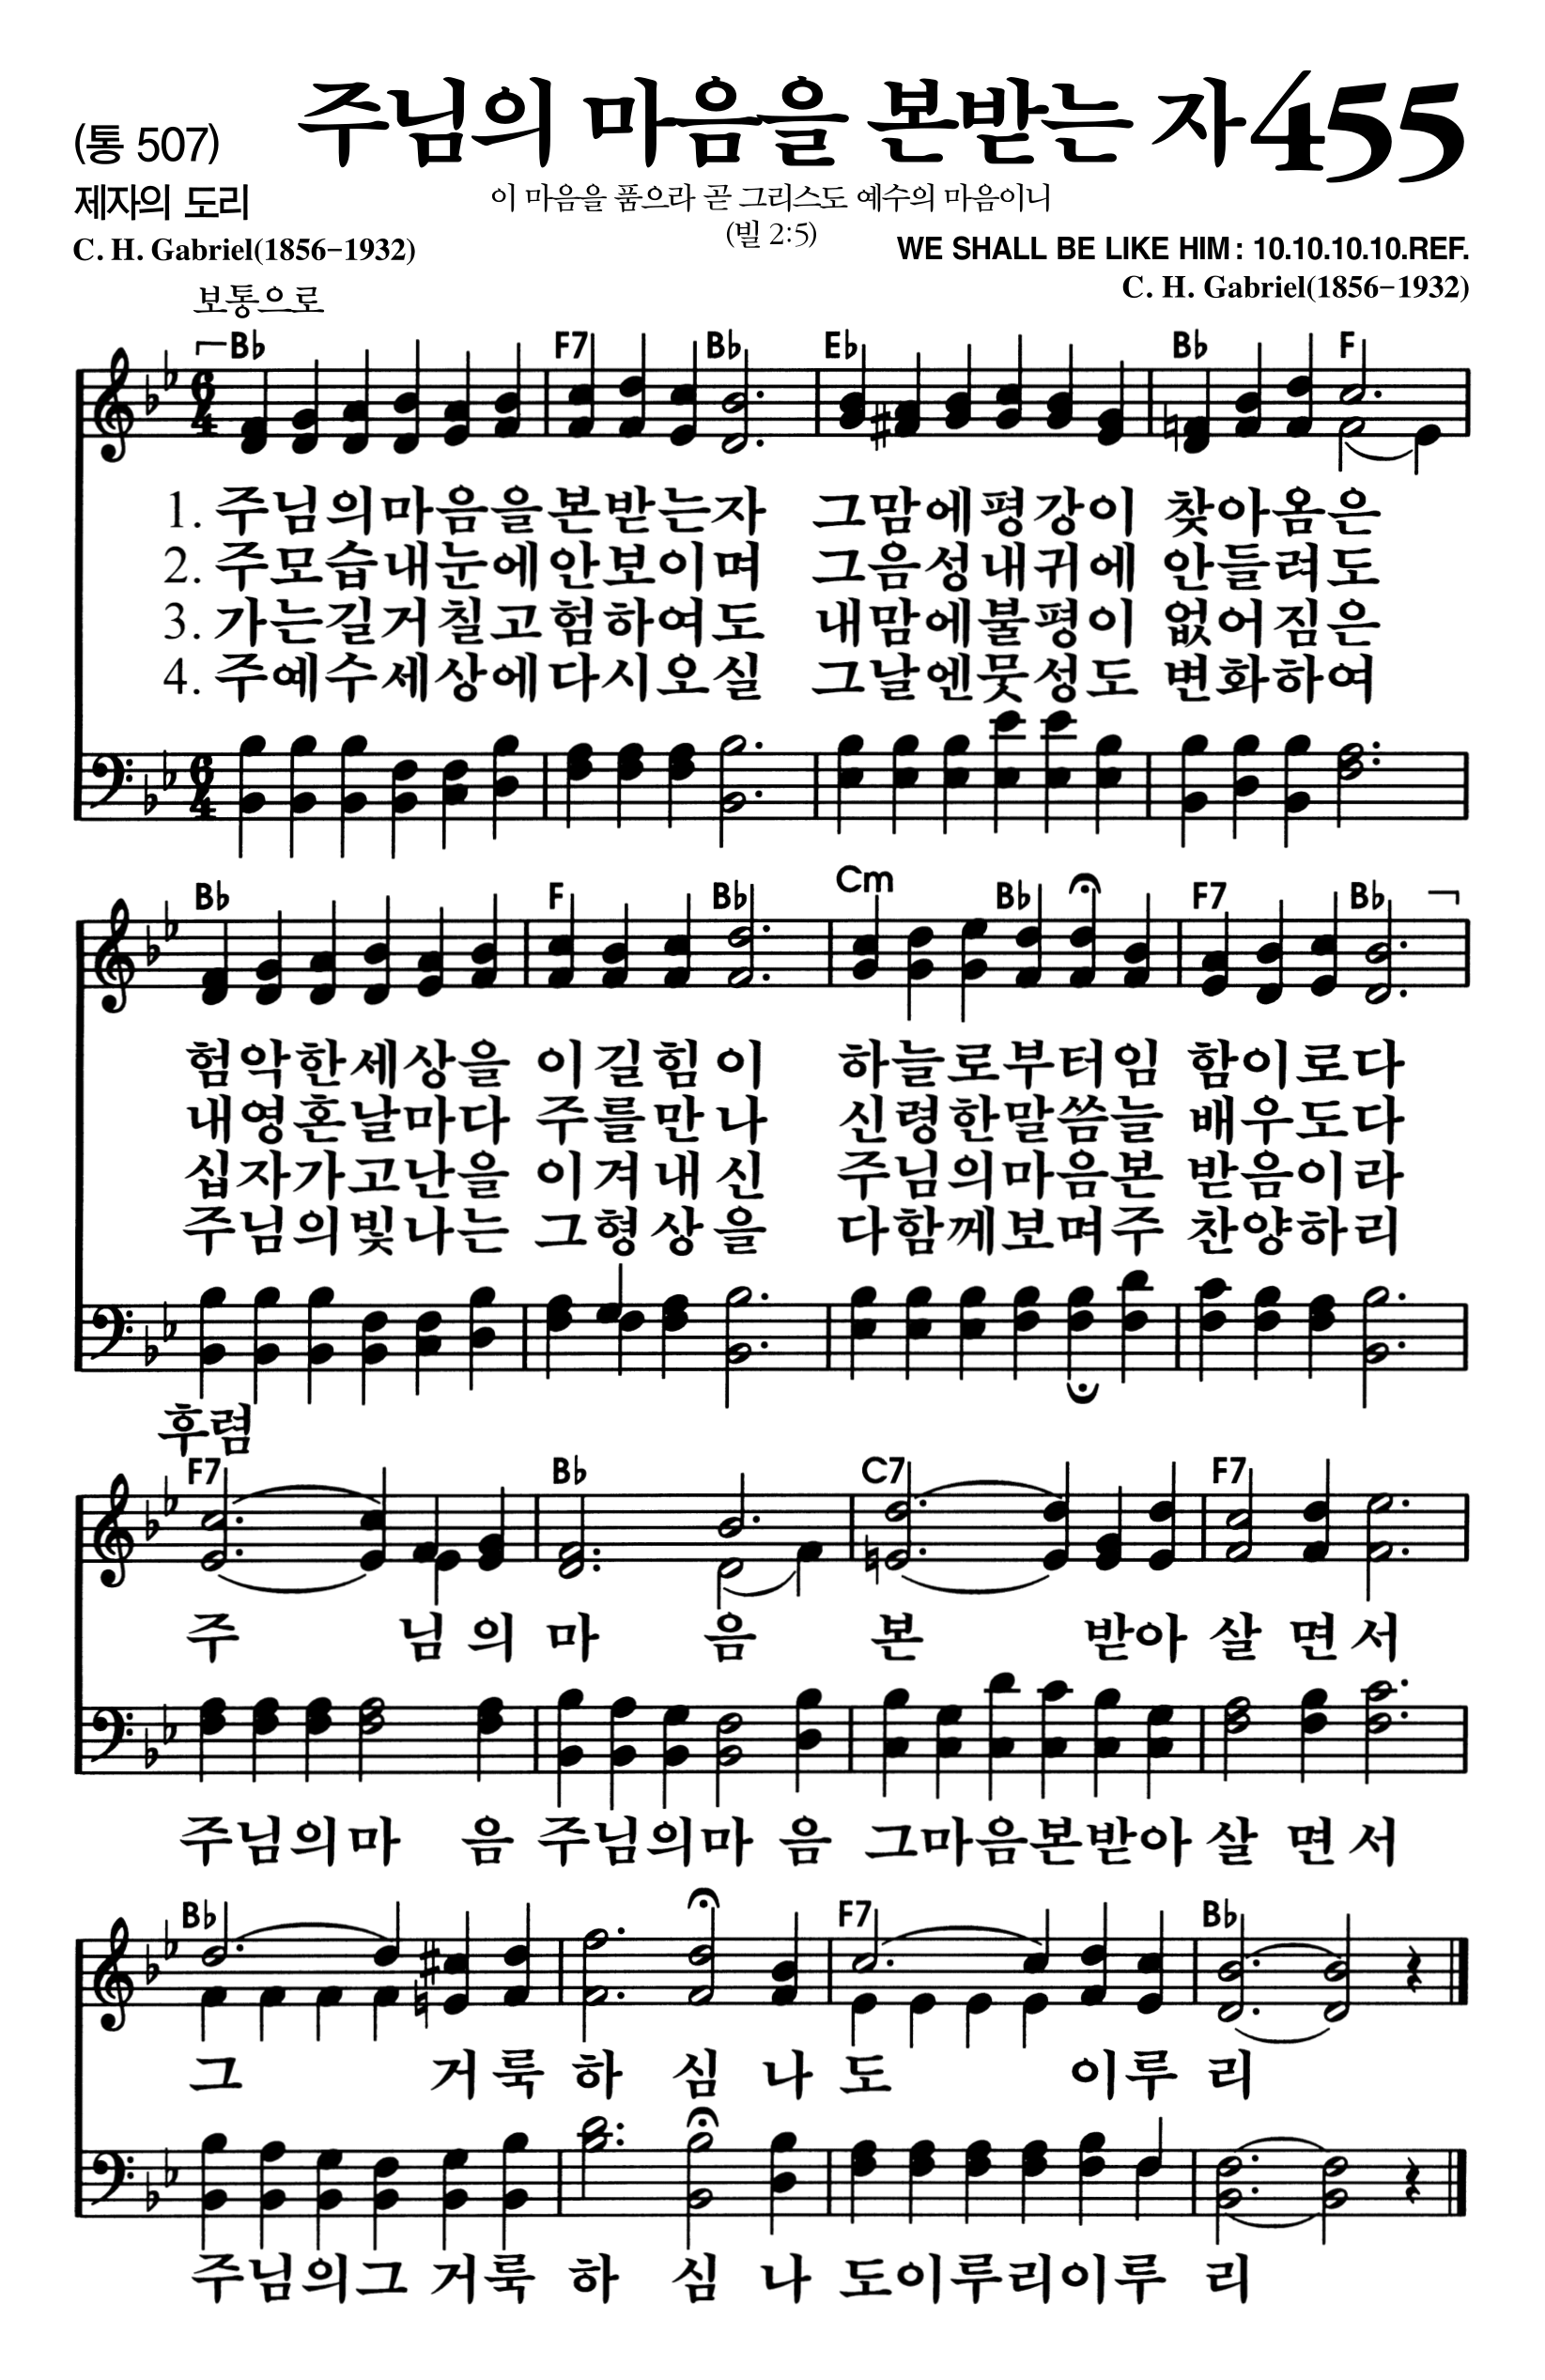 (통 507) 주님의 마음을 본받는 자 455
제자의 도리 이 마음을 품으라 곧 그리스도 예수의 마음이니
(빌 2:5)
C. H. Gabriel(1856-1932) WE SHALL BE LIKE HIM : 10.10.10.10.REF.
C. H. Gabriel(1856-1932)
보통으로
B♭ F7 B♭ E♭ B♭ F
6 4
1. 주님의마음을본받는자 그맘에평강이 찾아옴은
2. 주모습내눈에안보이며 그음성내귀에 안들려도
3. 가는길거칠고험하여도 내맘에불평이 없어짐은
4. 주예수세상에다시오실 그날엔뭇성도 변화하여
6 4
B♭ F B♭ Cm B♭ F7 B♭
험악한세상을 이길힘이 하늘로부터임 함이로다
내영혼날마다 주를만나 신령한말씀늘 배우도다
십자가고난을 이겨내신 주님의마음본 받음이라
주님의빛나는 그형상을 다함께보며주 찬양하리
후렴
F7 B♭ C7 F7
주 님의 마 음 본 받아 살 면 서
주님의마 음 주님의마 음 그마음본받아 살 면 서
B♭ F7 B♭
그 거룩 하 심 나 도 이루 리
주님의그 거룩 하 심 나 도이루리이루 리